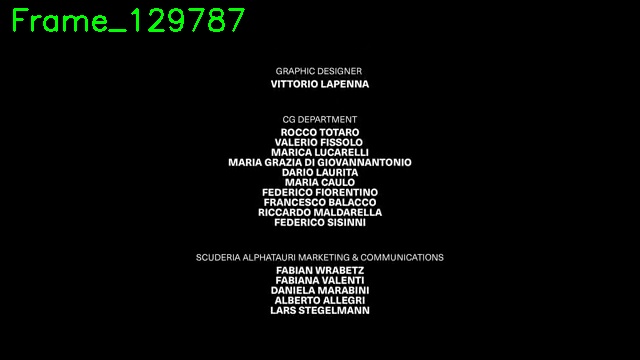 Frame_129787
GRAPHIC DESIGNER
VITTORIO LAPENNA
CG DEPARTMENT
ROCCO TOTARO
VALERIO FISSOLO
MARICA LUCARELLI
MARIA GRAZIA DI GIOVANNANTONIO
DARIO LAURITA
MARIA CAULO
FEDERICO FIORENTINO
FRANCESCO BALACCO
RICCARDO MALDARELLA
FEDERICO SISINNI
SCUDERIA ALPHATAURI MARKETING & COMMUNICATIONS
FABIAN WRABETZ
FABIANA VALENTI
DANIELA MARABINI
ALBERTO ALLEGRI
LARS STEGELMANN